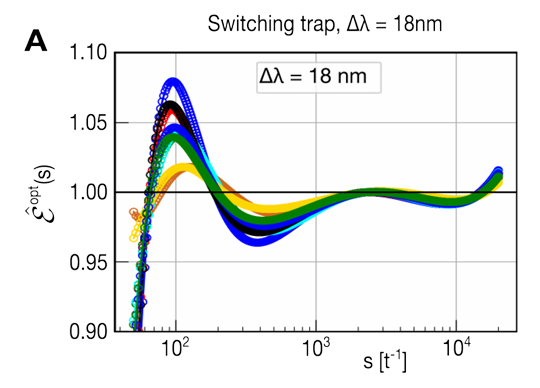 Switching trap, Δλ = 18nm
A
Δλ = 18 nm
1.10
1.05
1.00
0.95
0.90
ℰ̂ᵒᵖᵗ(s)
10² 10³ 10⁴
s [t⁻¹]